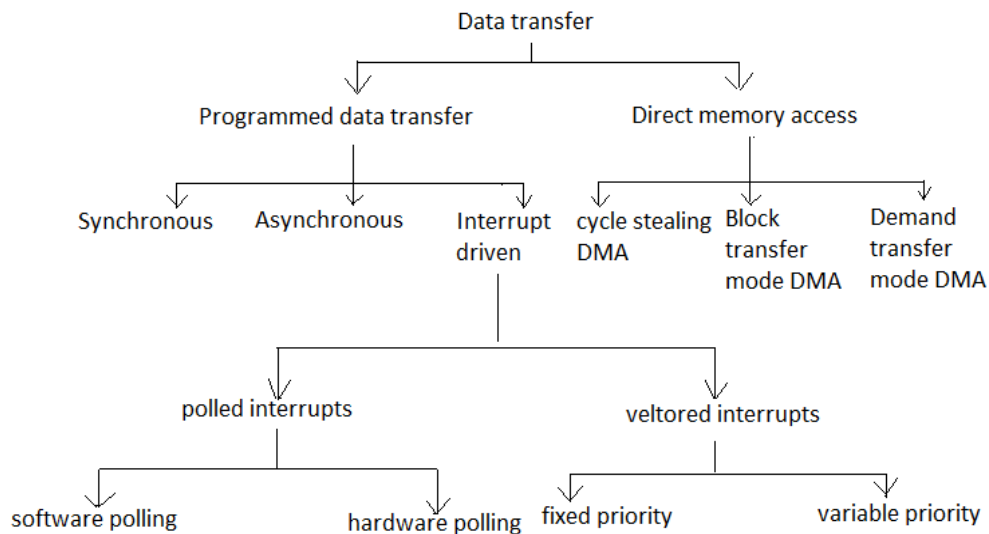 Data transfer
Programmed data transfer
Direct memory access
Synchronous
Asynchronous
Interrupt
driven
cycle stealing
DMA
Block
transfer
mode DMA
Demand
transfer
mode DMA
polled interrupts
veltored interrupts
software polling
hardware polling
fixed priority
variable priority